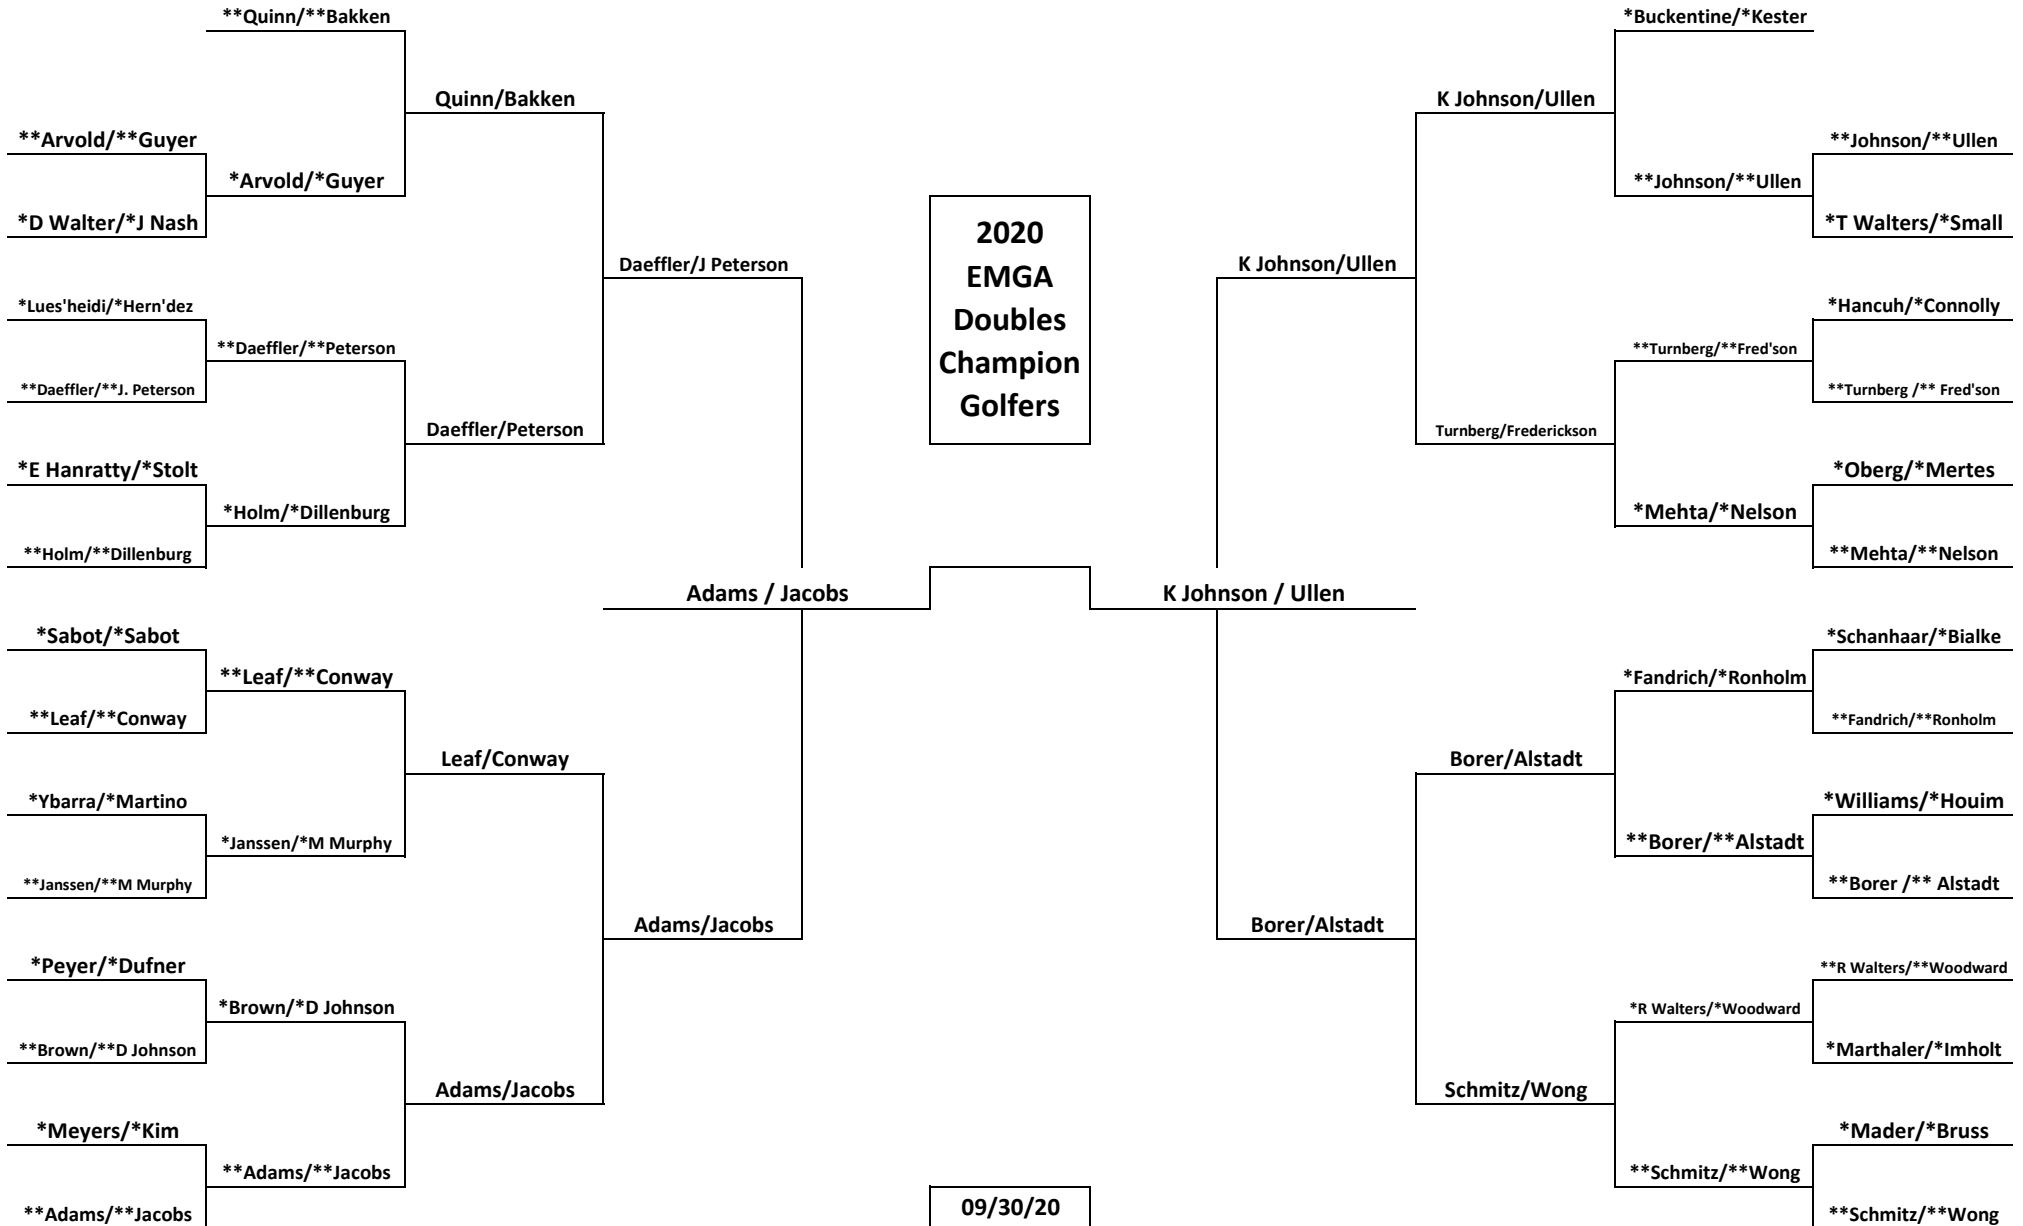 **Quinn/**Bakken
*Buckentine/*Kester
Quinn/Bakken
K Johnson/Ullen
**Arvold/**Guyer
**Johnson/**Ullen
*Arvold/*Guyer
**Johnson/**Ullen
*D Walter/*J Nash
*T Walters/*Small
2020
EMGA
Doubles
Champion
Golfers
Daeffler/J Peterson
K Johnson/Ullen
*Lues'heidi/*Hern'dez
*Hancuh/*Connolly
**Daeffler/**Peterson
**Turnberg/**Fred'son
**Daeffler/**J. Peterson
**Turnberg /** Fred'son
Daeffler/Peterson
Turnberg/Frederickson
*E Hanratty/*Stolt
*Oberg/*Mertes
*Holm/*Dillenburg
*Mehta/*Nelson
**Holm/**Dillenburg
**Mehta/**Nelson
Adams / Jacobs
K Johnson / Ullen
*Sabot/*Sabot
*Schanhaar/*Bialke
**Leaf/**Conway
*Fandrich/*Ronholm
**Leaf/**Conway
**Fandrich/**Ronholm
Leaf/Conway
Borer/Alstadt
*Ybarra/*Martino
*Williams/*Houim
*Janssen/*M Murphy
**Borer/**Alstadt
**Janssen/**M Murphy
**Borer /** Alstadt
Adams/Jacobs
Borer/Alstadt
*Peyer/*Dufner
**R Walters/**Woodward
*Brown/*D Johnson
*R Walters/*Woodward
**Brown/**D Johnson
*Marthaler/*Imholt
Adams/Jacobs
Schmitz/Wong
*Meyers/*Kim
*Mader/*Bruss
**Adams/**Jacobs
**Schmitz/**Wong
**Adams/**Jacobs
09/30/20
**Schmitz/**Wong